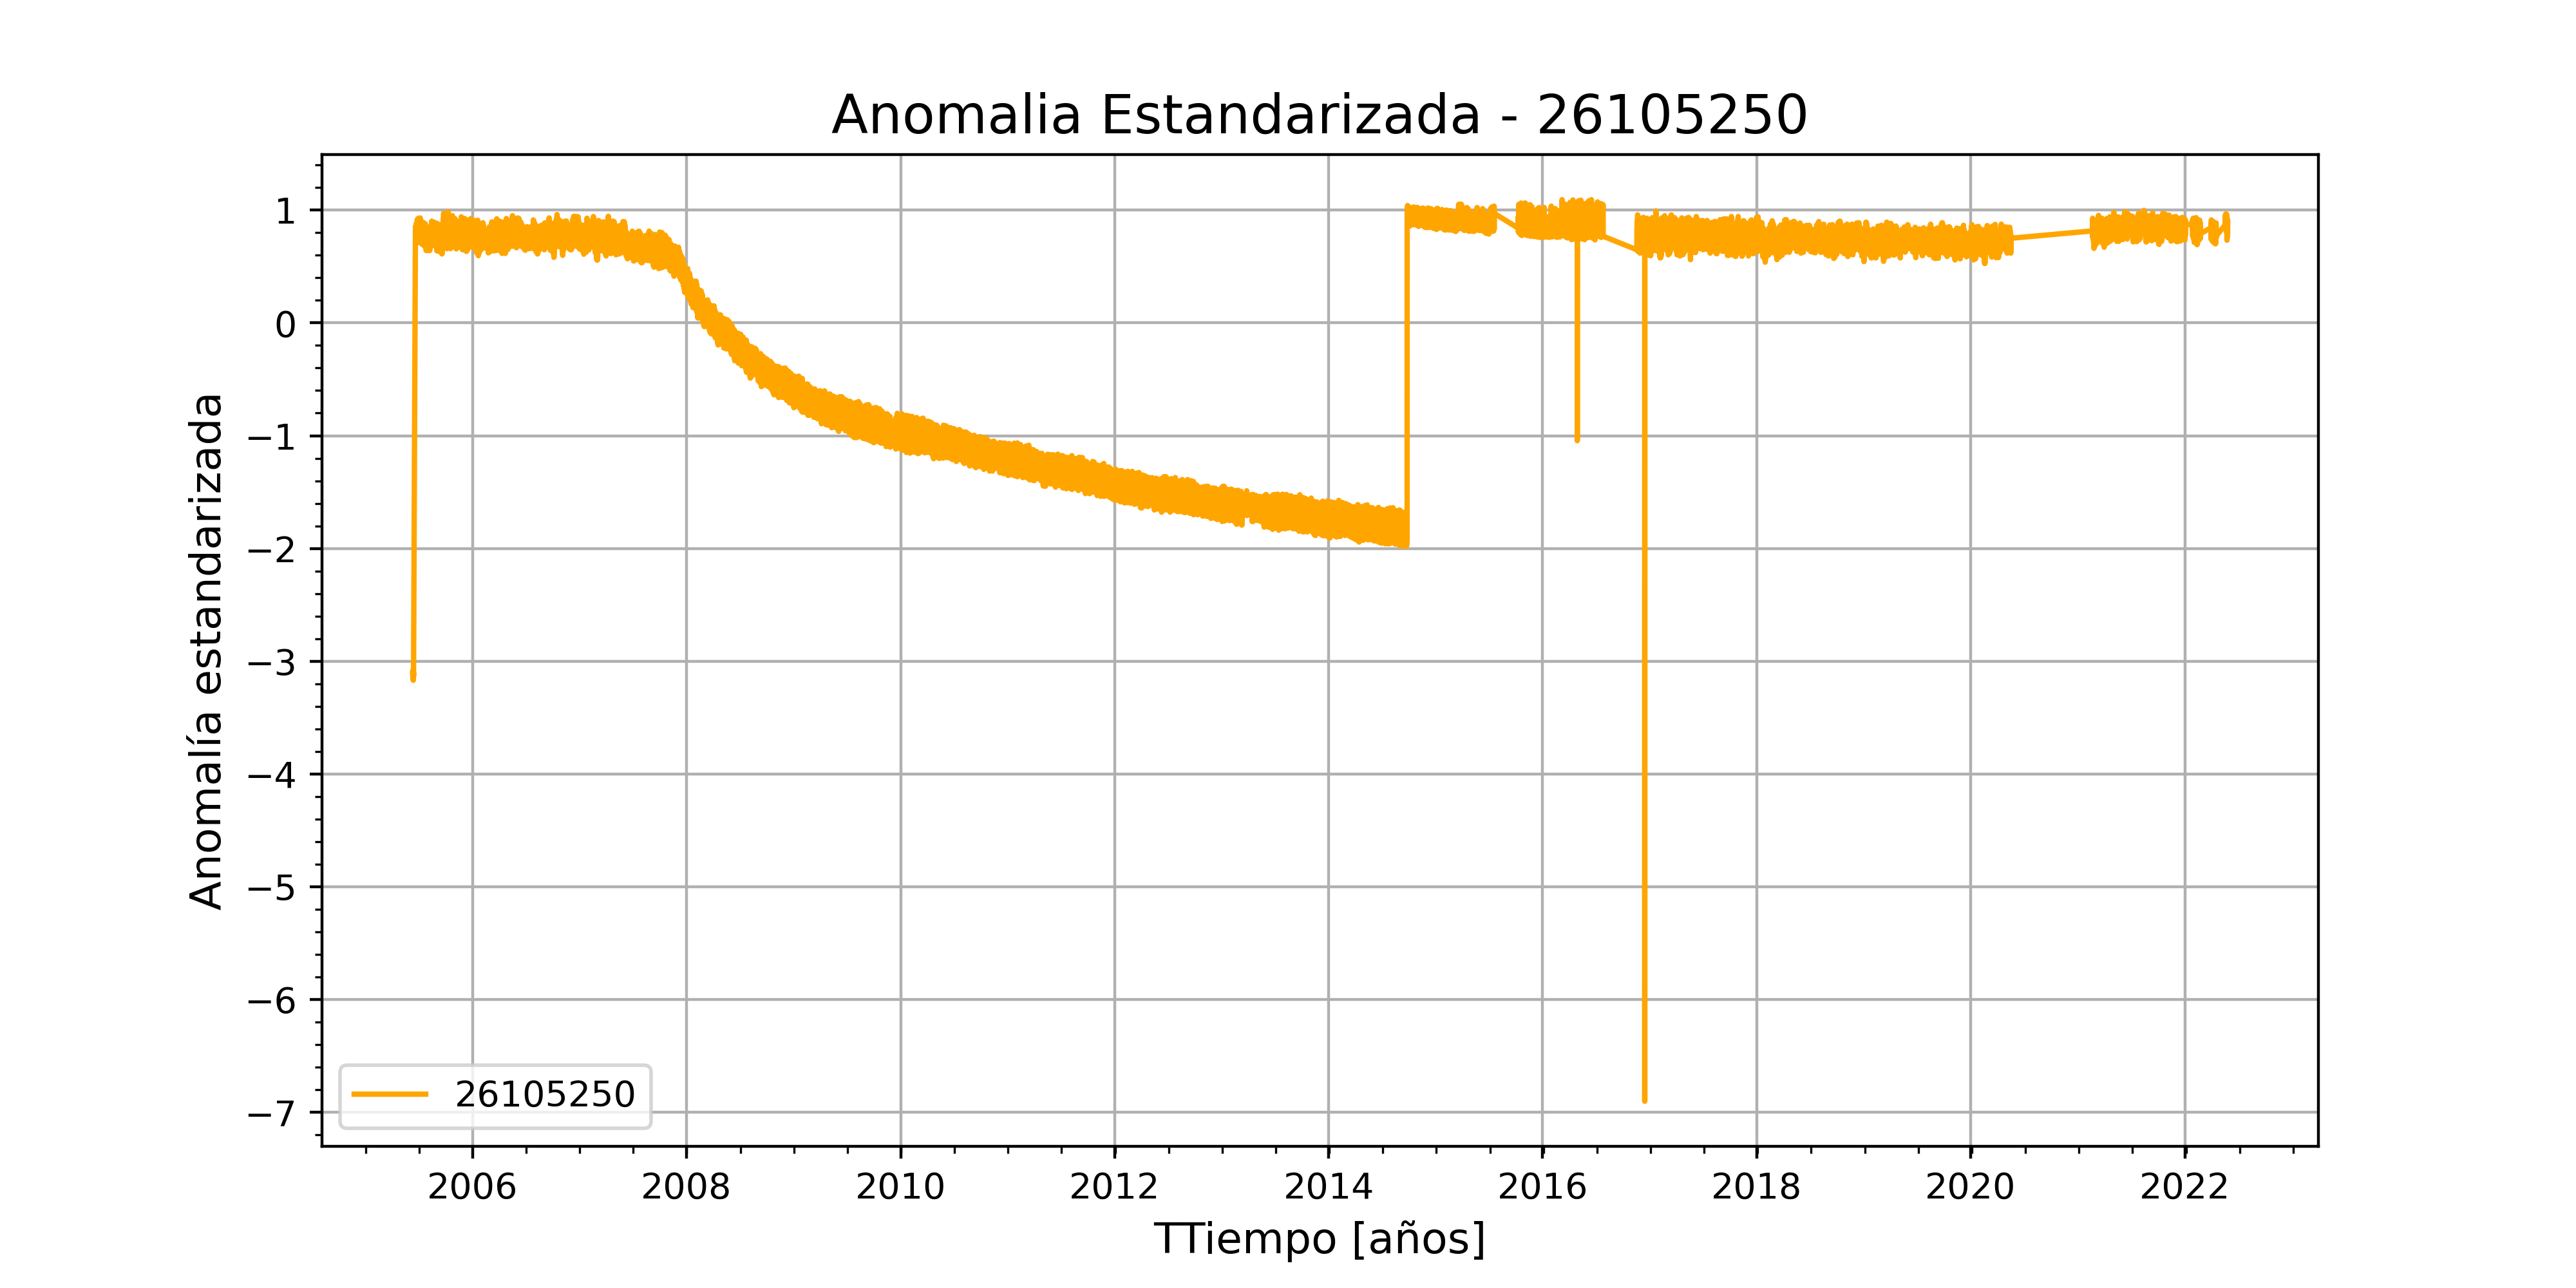 Anomalia Estandarizada - 26105250
Anomalía estandarizada
1
0
−1
−2
−3
−4
−5
−6
−7
26105250
2006 2008 2010 2012 2014 2016 2018 2020 2022
TTiempo [años]